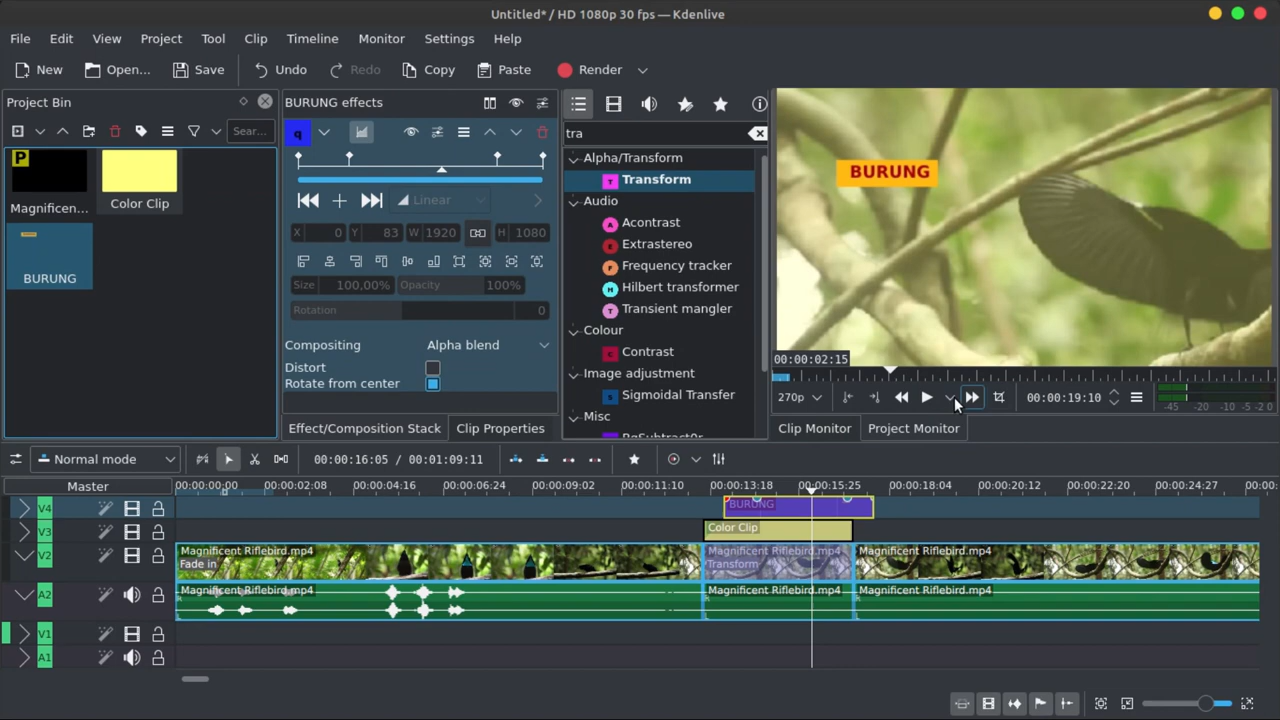 Untitled* / HD 1080p 30 fps — Kdenlive
File Edit View Project Tool Clip Timeline Monitor Settings Help
New Open... Save Undo Redo Copy Paste Render
Project Bin
Sear...
P
Magnificen...
Color Clip
BURUNG
BURUNG effects
q
Linear
X 0 Y 83 W 1920 H 1080
Size 100,00% Opacity 100%
Rotation 0
Compositing Alpha blend
Distort
Rotate from center
Effect/Composition Stack Clip Properties
tra
Alpha/Transform
T Transform
Audio
A Acontrast
E Extrastereo
F Frequency tracker
H Hilbert transformer
T Transient mangler
Colour
C Contrast
Image adjustment
S Sigmoidal Transfer
Misc
BgSubtract0r
BURUNG
00:00:02:15
270p 00:00:19:10 -45 -20 -10 -5 -2 0
Clip Monitor Project Monitor
Normal mode 00:00:16:05 / 00:01:09:11
Master 00:00:00:00 00:00:02:08 00:00:04:16 00:00:06:24 00:00:09:02 00:00:11:10 00:00:13:18 00:00:15:25 00:00:18:04 00:00:20:12 00:00:22:20 00:00:24:27 00:00:
V4 BURUNG
V3 Color Clip
V2 Magnificent Riflebird.mp4 Magnificent Riflebird.mp4 Magnificent Riflebird.mp4
Fade in Transform
A2 Magnificent Riflebird.mp4 Magnificent Riflebird.mp4 Magnificent Riflebird.mp4
V1
A1